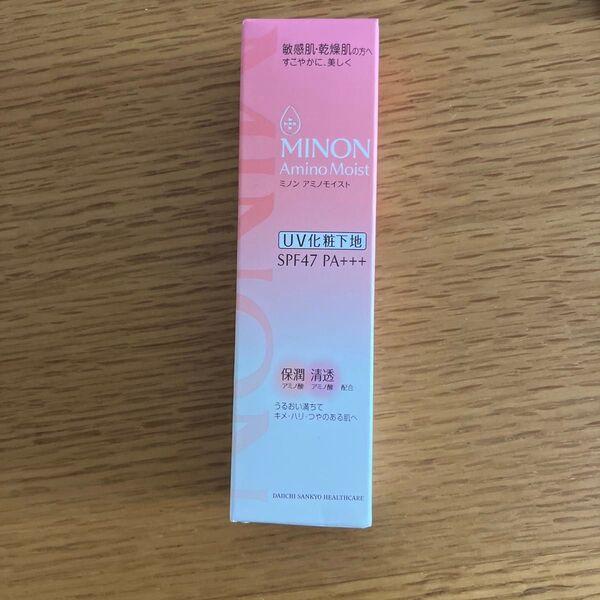 敏感肌・乾燥肌の方へ
すこやかに、美しく
MINON
Amino Moist
ミノン アミノモイスト
UV化粧下地
SPF47 PA+++
保潤 清透
アミノ酸 アミノ酸 配合
うるおい満ちて
キメ・ハリ・つやのある肌へ
DAIICHI SANKYO HEALTHCARE
MINON